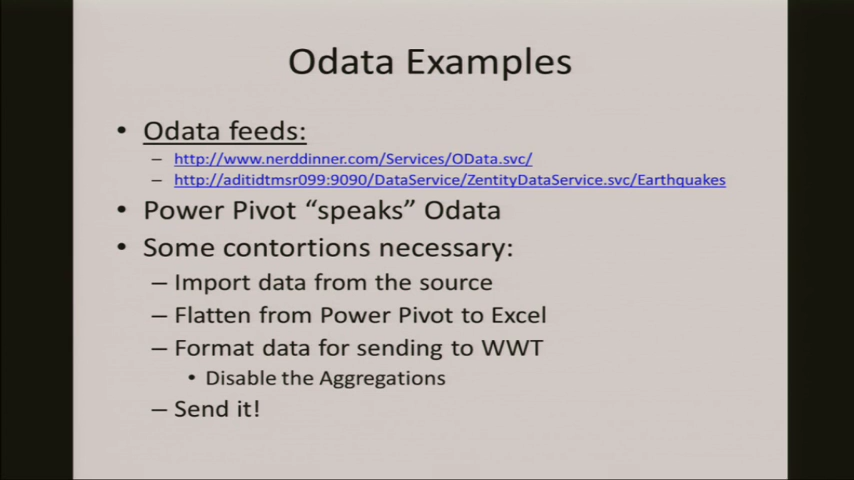 Odata Examples
• Odata feeds:
– http://www.nerddinner.com/Services/OData.svc/
– http://aditidtmsr099:9090/DataService/ZentityDataService.svc/Earthquakes
• Power Pivot “speaks” Odata
• Some contortions necessary:
– Import data from the source
– Flatten from Power Pivot to Excel
– Format data for sending to WWT
• Disable the Aggregations
– Send it!